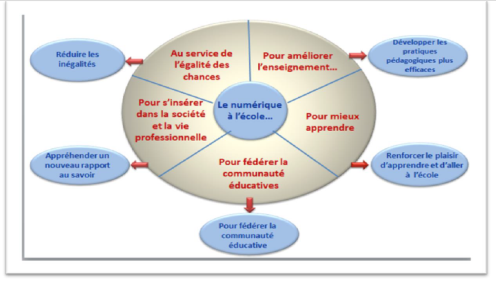 Réduire les
inégalités
Au service de
l'égalité des
chances
Pour améliorer
l'enseignement...
Développer les
pratiques
pédagogiques plus
efficaces
Pour s'insérer
dans la société
et la vie
professionnelle
Le numérique
à l'école...
Pour mieux
apprendre
Appréhender un
nouveau rapport
au savoir
Pour fédérer la
communauté
éducatives
Renforcer le plaisir
d'apprendre et d'aller
à l'école
Pour fédérer la
communauté
éducative